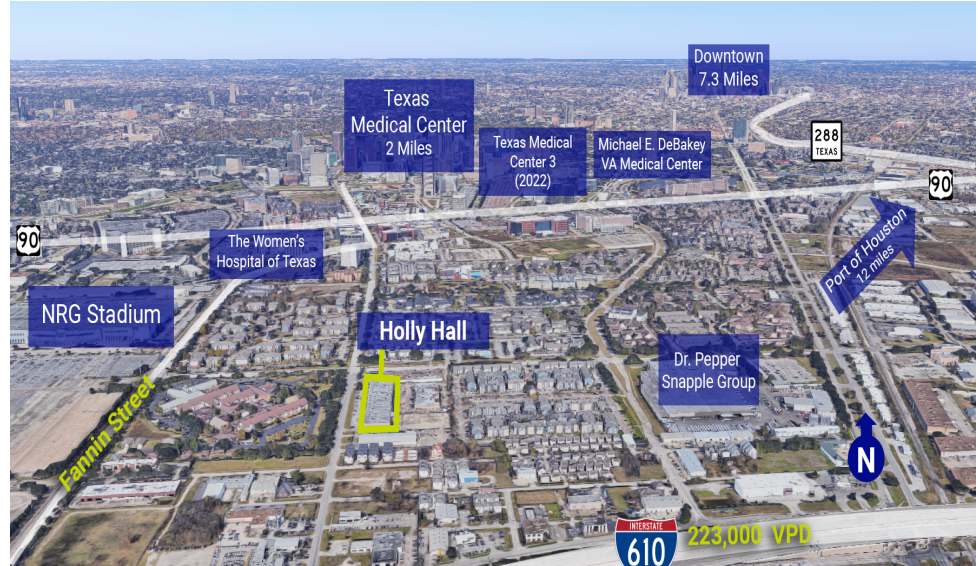 Downtown
7.3 Miles
Texas
Medical Center
2 Miles
288
TEXAS
Texas Medical
Center 3
(2022)
Michael E. DeBakey
VA Medical Center
90
90
The Women's
Hospital of Texas
Port of Houston
12 miles
NRG Stadium
Holly Hall
Dr. Pepper
Snapple Group
Fannin Street
N
INTERSTATE
610
223,000 VPD